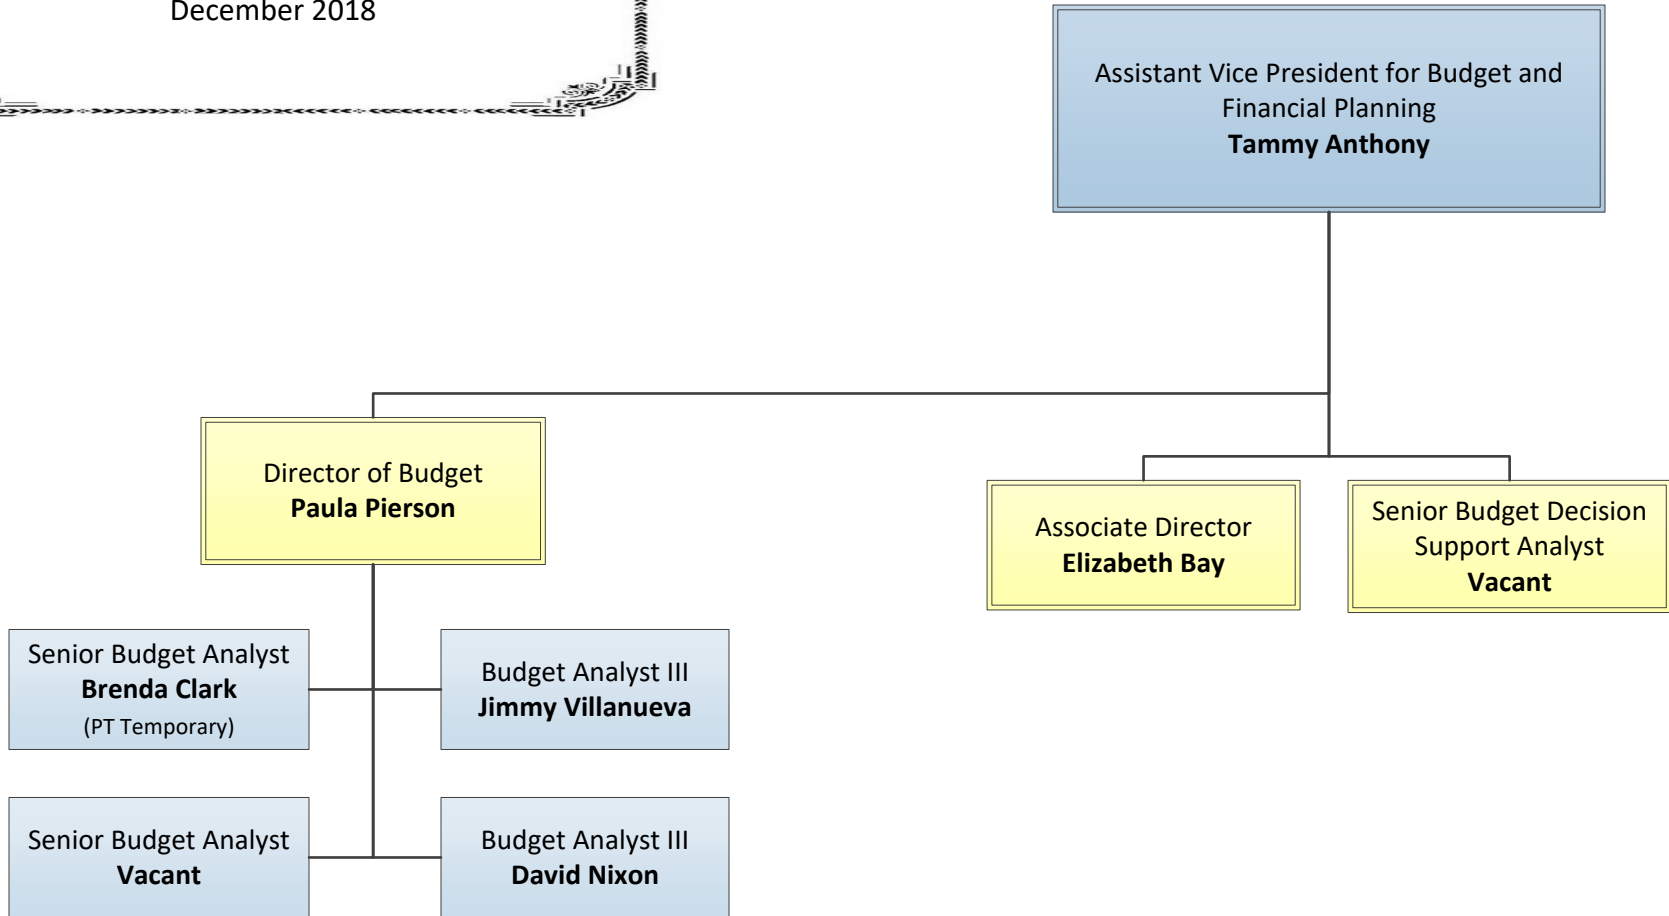 December 2018
Assistant Vice President for Budget and
Financial Planning
Tammy Anthony
Director of Budget
Paula Pierson
Associate Director
Elizabeth Bay
Senior Budget Decision
Support Analyst
Vacant
Senior Budget Analyst
Brenda Clark
(PT Temporary)
Budget Analyst III
Jimmy Villanueva
Senior Budget Analyst
Vacant
Budget Analyst III
David Nixon